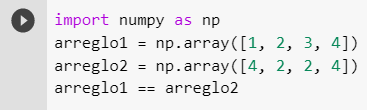 import numpy as np
arreglo1 = np.array([1, 2, 3, 4])
arreglo2 = np.array([4, 2, 2, 4])
arreglo1 == arreglo2